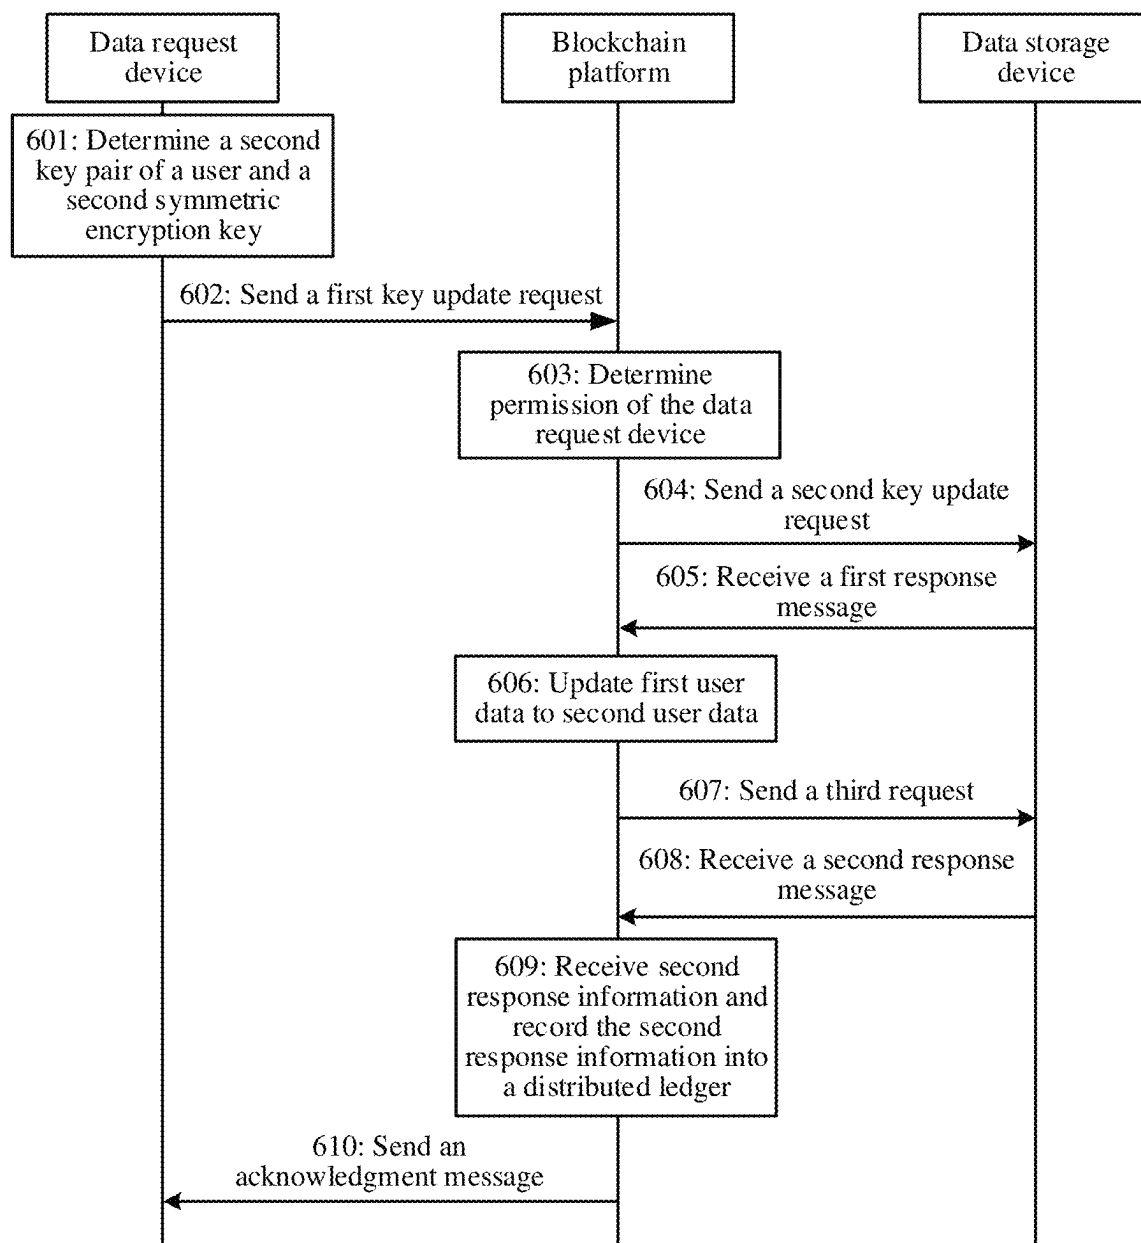 Data request
device
Blockchain
platform
Data storage
device
601: Determine a second
key pair of a user and a
second symmetric
encryption key
602: Send a first key update request
603: Determine
permission of the data
request device
604: Send a second key update
request
605: Receive a first response
message
606: Update first user
data to second user data
607: Send a third request
608: Receive a second response
message
609: Receive second
response information and
record the second
response information into
a distributed ledger
610: Send an
acknowledgment message